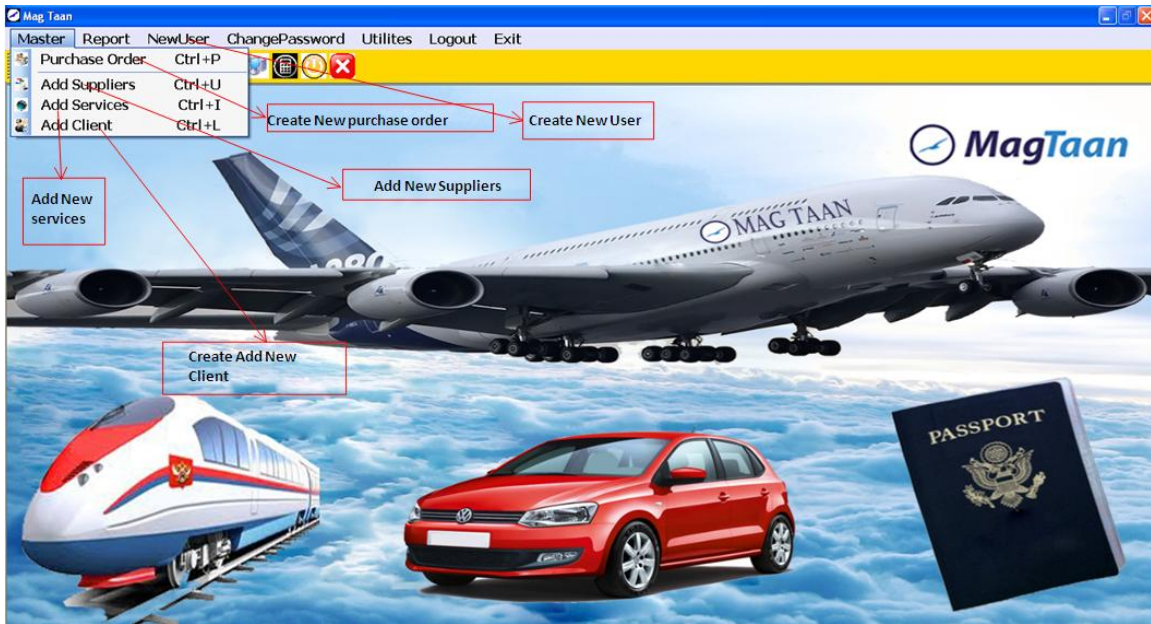 Mag Taan
Master Report NewUser ChangePassword Utilites Logout Exit
Purchase Order Ctrl+P
Add Suppliers Ctrl+U
Add Services Ctrl+I
Add Client Ctrl+L
Create New purchase order
Create New User
MagTaan
Add New Suppliers
Add New
services
MAG TAAN
Create Add New
Client
PASSPORT